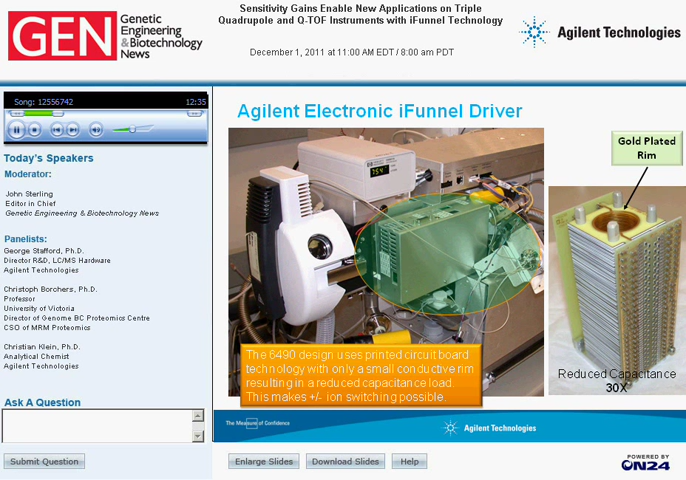 GEN Genetic
Engineering
& Biotechnology
News
Sensitivity Gains Enable New Applications on Triple
Quadrupole and Q-TOF Instruments with iFunnel Technology
December 1, 2011 at 11:00 AM EDT / 8:00 am PDT
Agilent Technologies
Song: 12556742 12:35
Today's Speakers
Moderator:
John Sterling
Editor in Chief
Genetic Engineering & Biotechnology News
Panelists:
George Stafford, Ph.D.
Director R&D, LC/MS Hardware
Agilent Technologies
Christoph Borchers, Ph.D.
Professor
University of Victoria
Director of Genome BC Proteomics Centre
CSO of MRM Proteomics
Christian Klein, Ph.D.
Analytical Chemist
Agilent Technologies
Ask A Question
Submit Question
Agilent Electronic iFunnel Driver
Gold Plated
Rim
The 6490 design uses printed circuit board
technology with only a small conductive rim
resulting in a reduced capacitance load.
This makes +/- ion switching possible.
Reduced Capacitance
30X
The Measure of Confidence
Agilent Technologies
Enlarge Slides
Download Slides
Help
POWERED BY
ON24